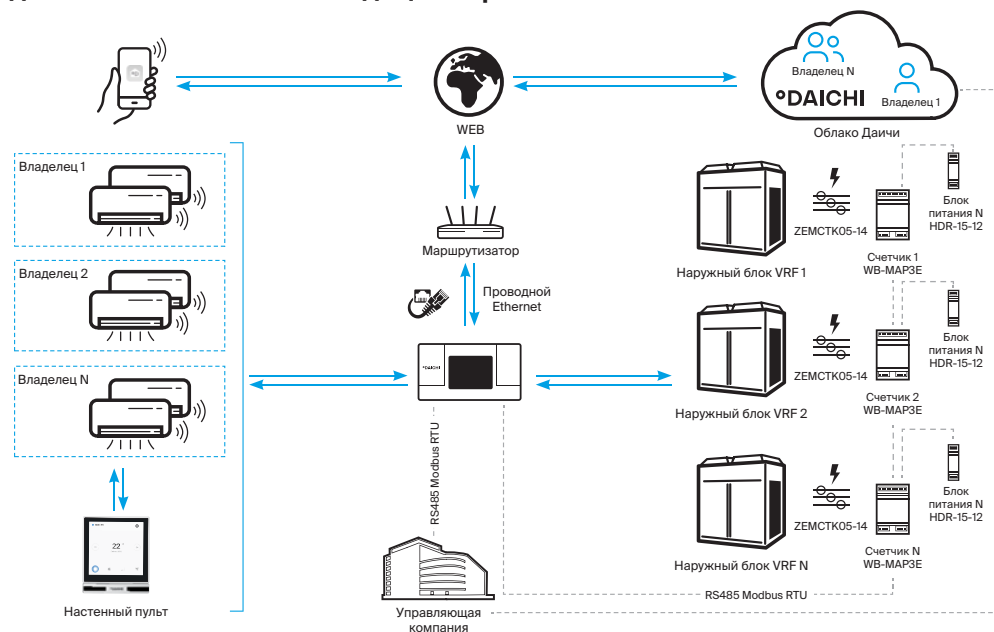 Владелец N
°DAICHI
Владелец 1
WEB
Облако Даичи
Владелец 1
Маршрутизатор
Наружный блок VRF 1
ZEMCTK05-14
Счетчик 1
WB-MAP3E
Блок
питания N
HDR-15-12
Владелец 2
Проводной
Ethernet
°DAICHI
Наружный блок VRF 2
ZEMCTK05-14
Счетчик 2
WB-MAP3E
Блок
питания N
HDR-15-12
Владелец N
RS485 Modbus RTU
22
Настенный пульт
Управляющая
компания
Наружный блок VRF N
ZEMCTK05-14
Счетчик N
WB-MAP3E
Блок
питания N
HDR-15-12
RS485 Modbus RTU